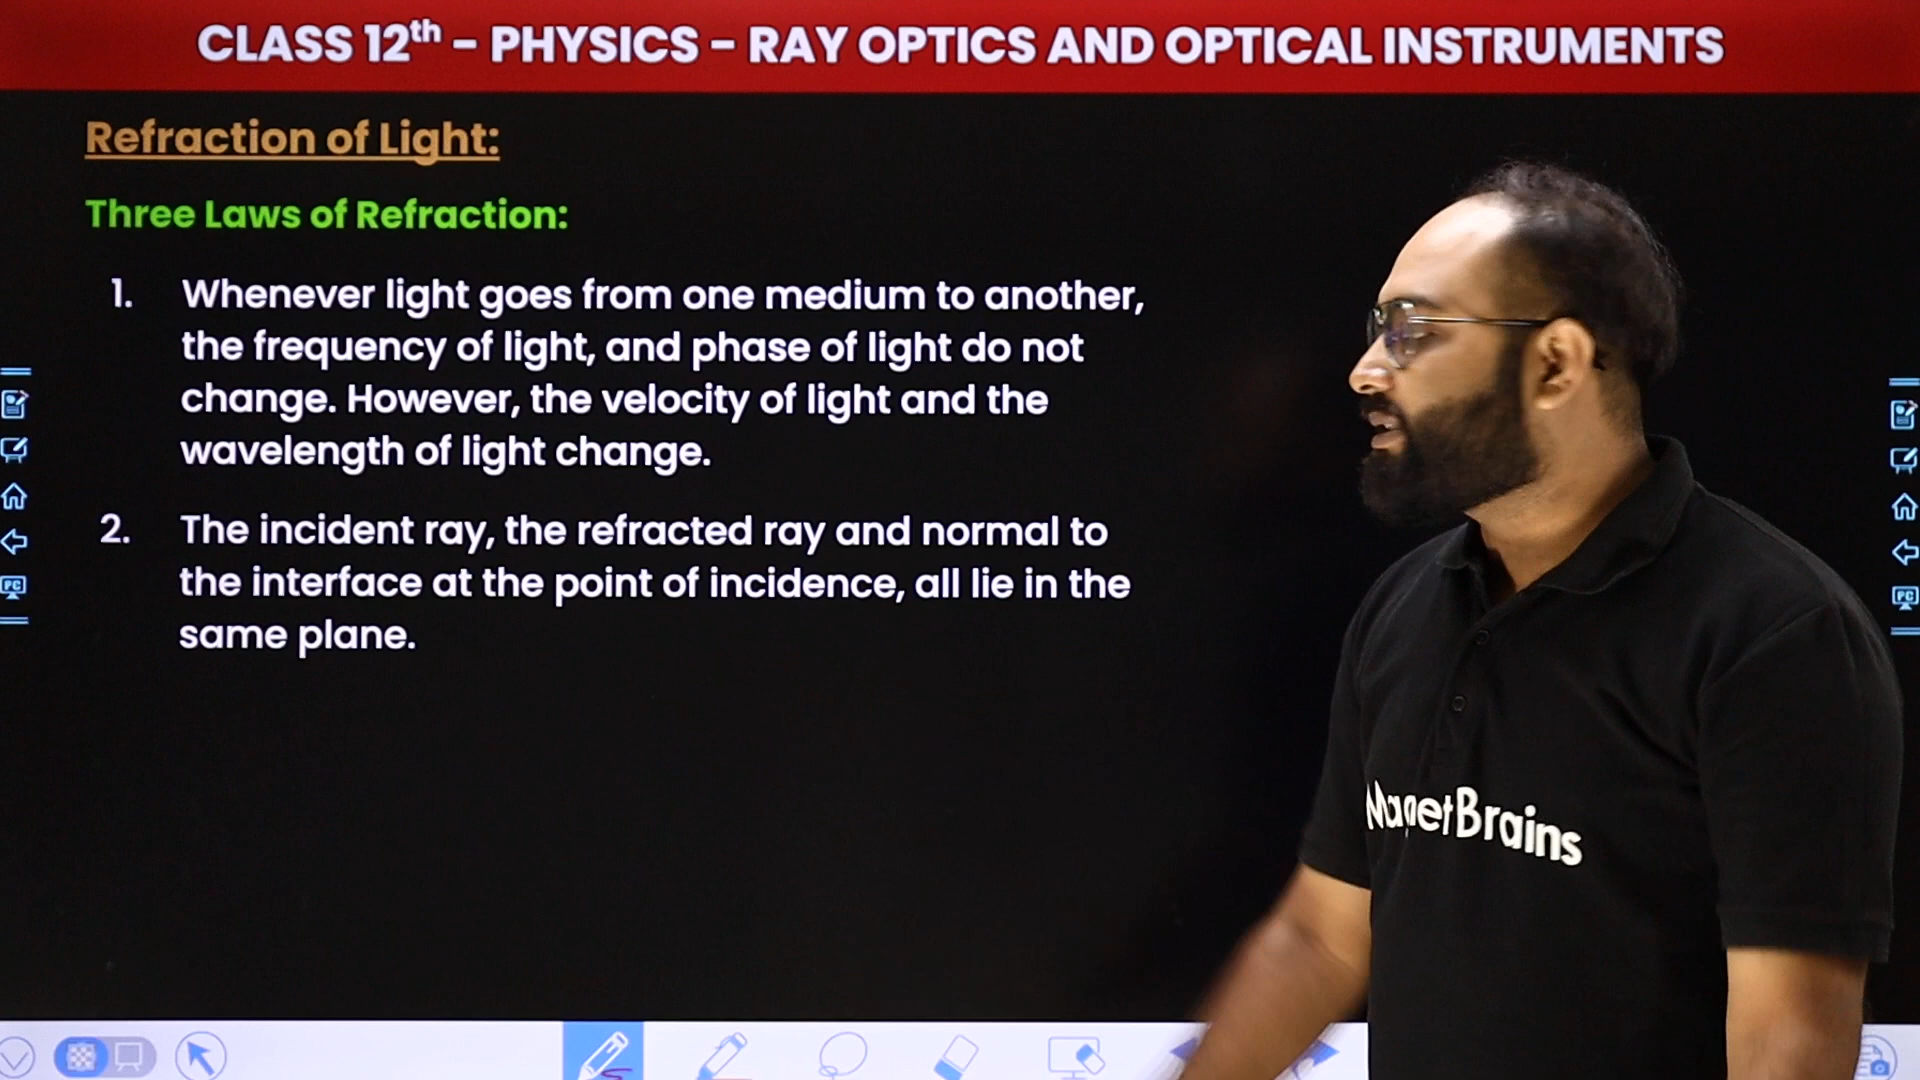 CLASS 12th – PHYSICS – RAY OPTICS AND OPTICAL INSTRUMENTS
Refraction of Light:
Three Laws of Refraction:
1. Whenever light goes from one medium to another,
the frequency of light, and phase of light do not
change. However, the velocity of light and the
wavelength of light change.
2. The incident ray, the refracted ray and normal to
the interface at the point of incidence, all lie in the
same plane.
MagnetBrains
PC
PC